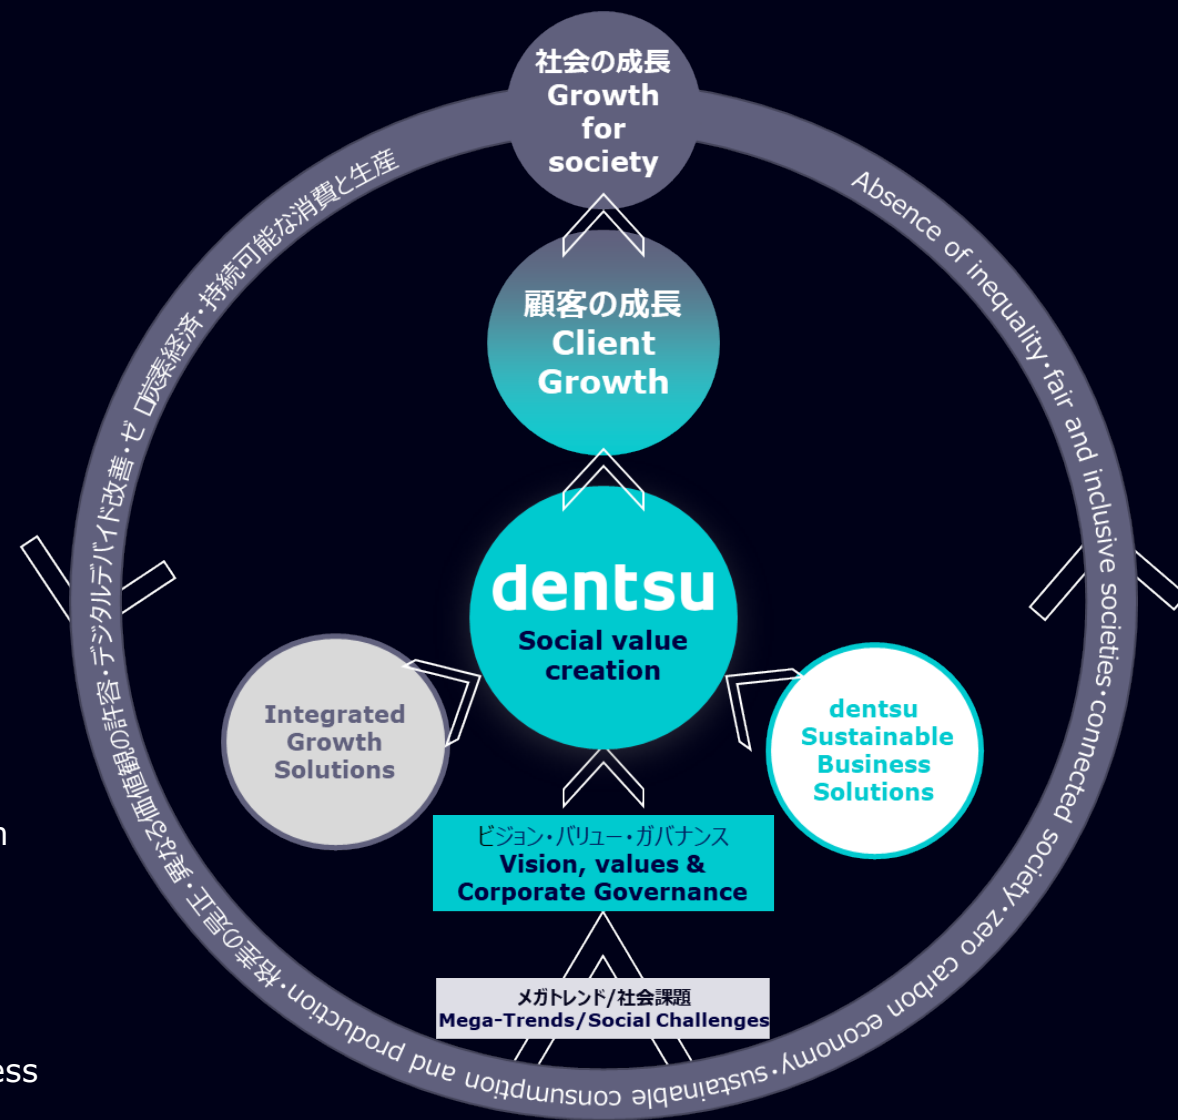 社会の成長
Growth
for
society
顧客の成長
Client
Growth
dentsu
Social value
creation
Integrated
Growth
Solutions
dentsu
Sustainable
Business
Solutions
ビジョン・バリュー・ガバナンス
Vision, values &
Corporate Governance
メガトレンド/社会課題
Mega-Trends/Social Challenges
Absence of inequality・fair and inclusive societies・connected society・zero carbon economy・sustainable consumption and production・格差の是正・異なる価値観の許容・デジタルデバイド改善・ゼロ炭素経済・持続可能な消費と生産